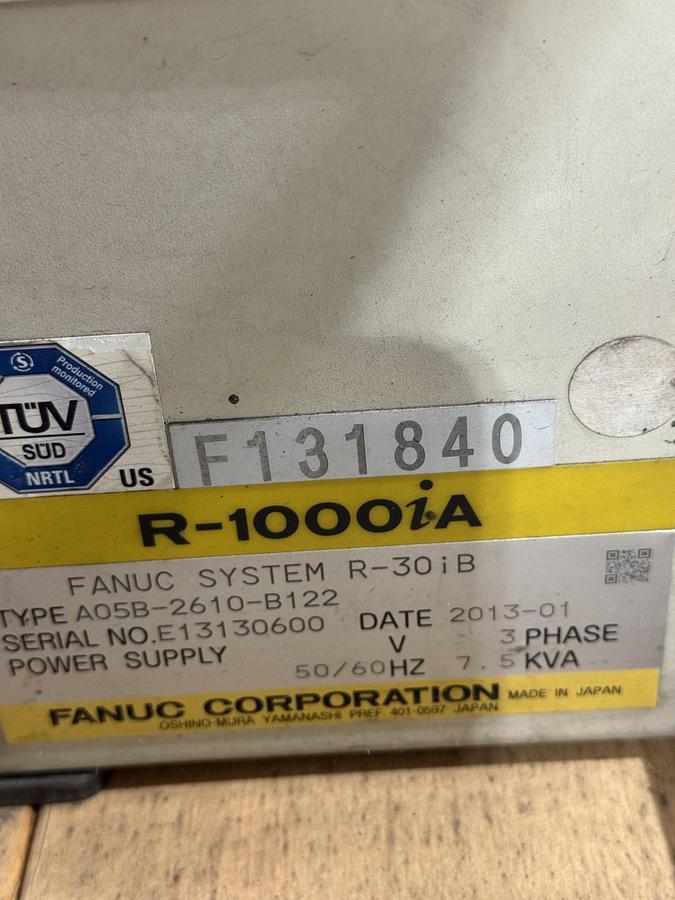 Production
monitored
TÜV
SÜD
NRTL
US
F131840
R-1000iA
FANUC SYSTEM R-30iB
TYPE A05B-2610-B122
SERIAL NO.E13130600 DATE 2013-01
POWER SUPPLY V 3 PHASE
50/60HZ 7.5KVA
FANUC CORPORATION MADE IN JAPAN
OSHINO-MURA YAMANASHI PREF. 401-0597 JAPAN